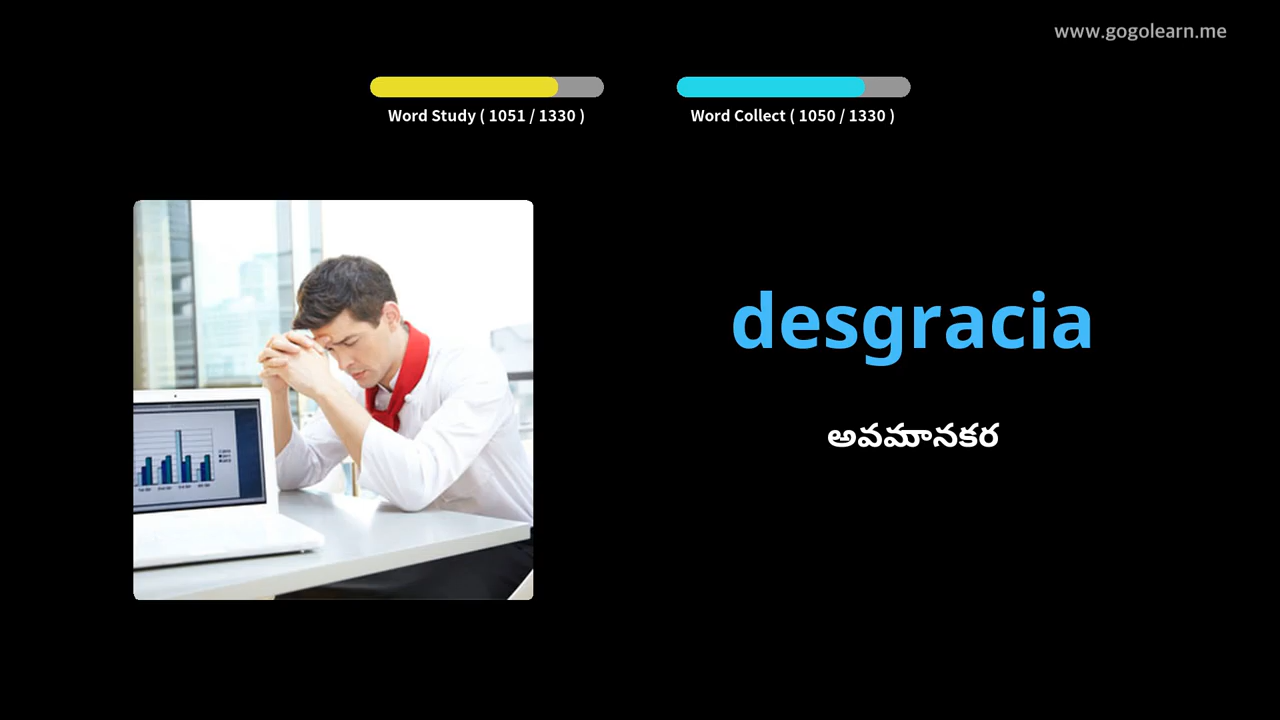 www.gogolearn.me
Word Study ( 1051 / 1330 )
Word Collect ( 1050 / 1330 )
desgracia
అవమానకర